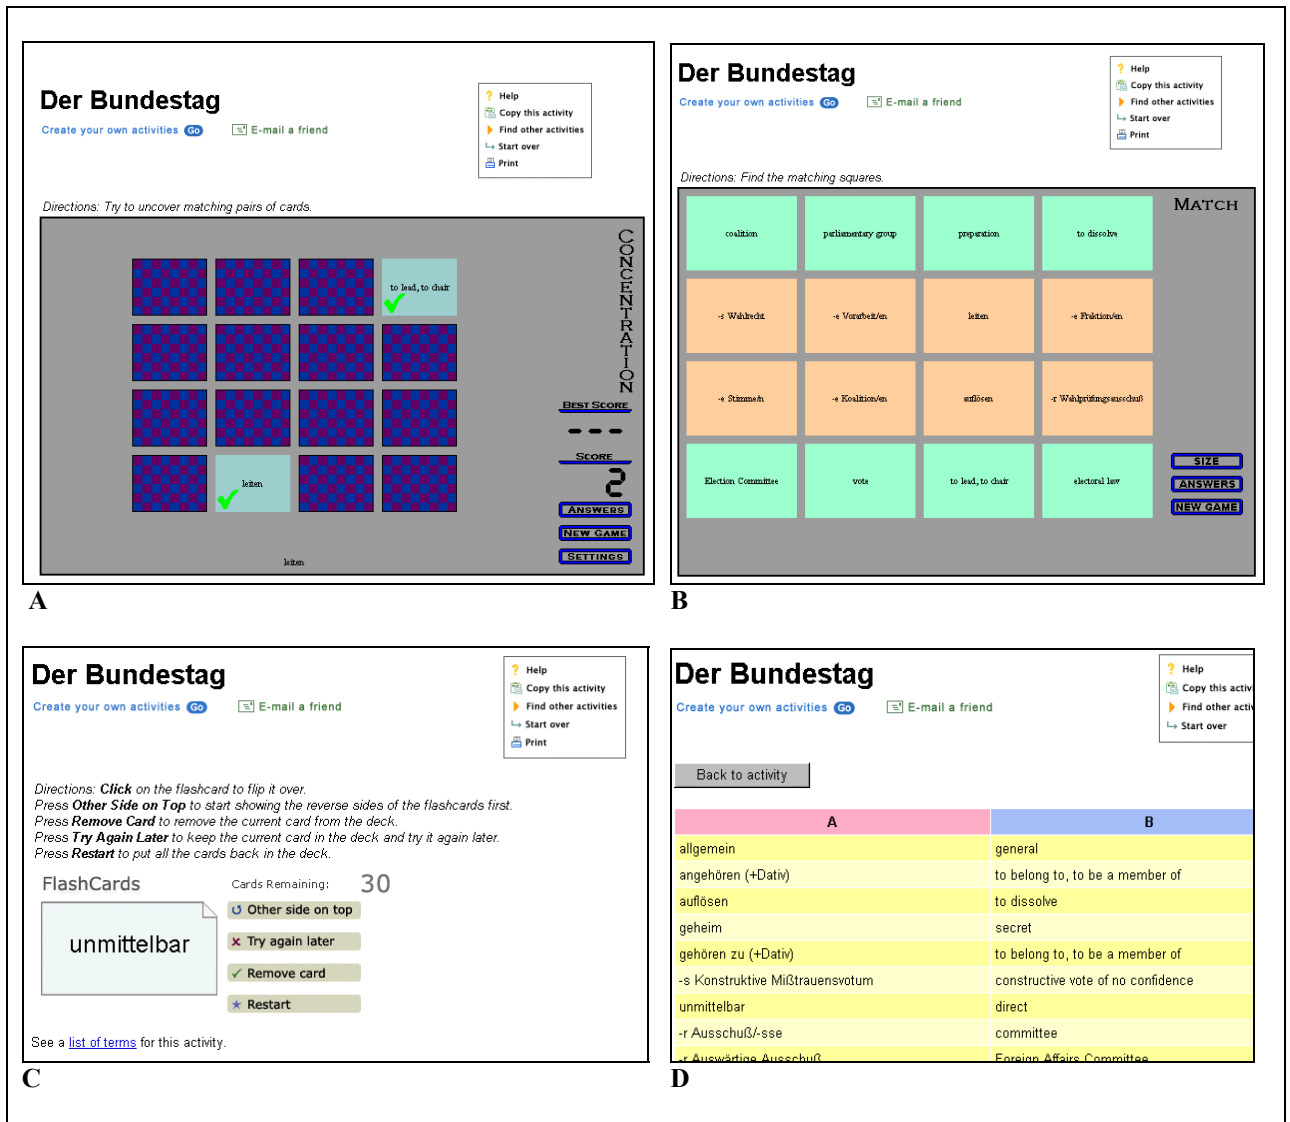 Der Bundestag
Create your own activities Go E-mail a friend
? Help
Copy this activity
Find other activities
Start over
Print
Directions: Try to uncover matching pairs of cards.
CONCENTRATION
to lead, to chair
leiten
BEST SCORE
---
SCORE
2
ANSWERS
NEW GAME
SETTINGS
leiten
A
Der Bundestag
Create your own activities Go E-mail a friend
? Help
Copy this activity
Find other activities
Start over
Print
Directions: Find the matching squares.
MATCH
coalition parliamentary group preparation to dissolve
-s Wahlrecht -e Vorarbeit/en leiten -e Fraktion/en
-e Stimme/n -e Koalition/en auflösen -r Wahlprüfungsausschuß
Election Committee vote to lead, to chair electoral law
SIZE
ANSWERS
NEW GAME
B
Der Bundestag
Create your own activities Go E-mail a friend
? Help
Copy this activity
Find other activities
Start over
Print
Directions: Click on the flashcard to flip it over.
Press Other Side on Top to start showing the reverse sides of the flashcards first.
Press Remove Card to remove the current card from the deck.
Press Try Again Later to keep the current card in the deck and try it again later.
Press Restart to put all the cards back in the deck.
FlashCards Cards Remaining: 30
unmittelbar
Other side on top
Try again later
Remove card
Restart
See a list of terms for this activity.
C
Der Bundestag
Create your own activities Go E-mail a friend
? Help
Copy this activi
Find other activ
Start over
Back to activity
A B
allgemein general
angehören (+Dativ) to belong to, to be a member of
auflösen to dissolve
geheim secret
gehören zu (+Dativ) to belong to, to be a member of
-s Konstruktive Mißtrauensvotum constructive vote of no confidence
unmittelbar direct
-r Ausschuß/-sse committee
-r Auswärtige Ausschuß Foreign Affairs Committee
D